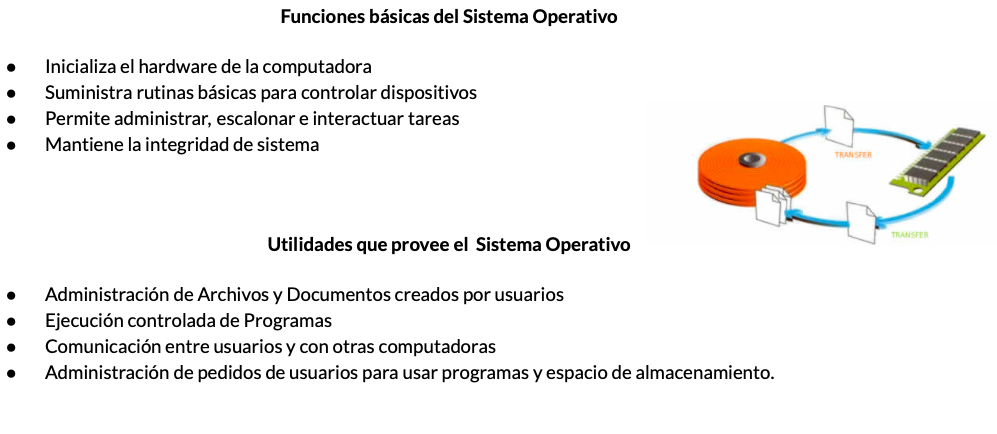 Funciones básicas del Sistema Operativo
● Inicializa el hardware de la computadora
● Suministra rutinas básicas para controlar dispositivos
● Permite administrar, escalonar e interactuar tareas
● Mantiene la integridad de sistema
TRANSFER
TRANSFER
Utilidades que provee el Sistema Operativo
● Administración de Archivos y Documentos creados por usuarios
● Ejecución controlada de Programas
● Comunicación entre usuarios y con otras computadoras
● Administración de pedidos de usuarios para usar programas y espacio de almacenamiento.